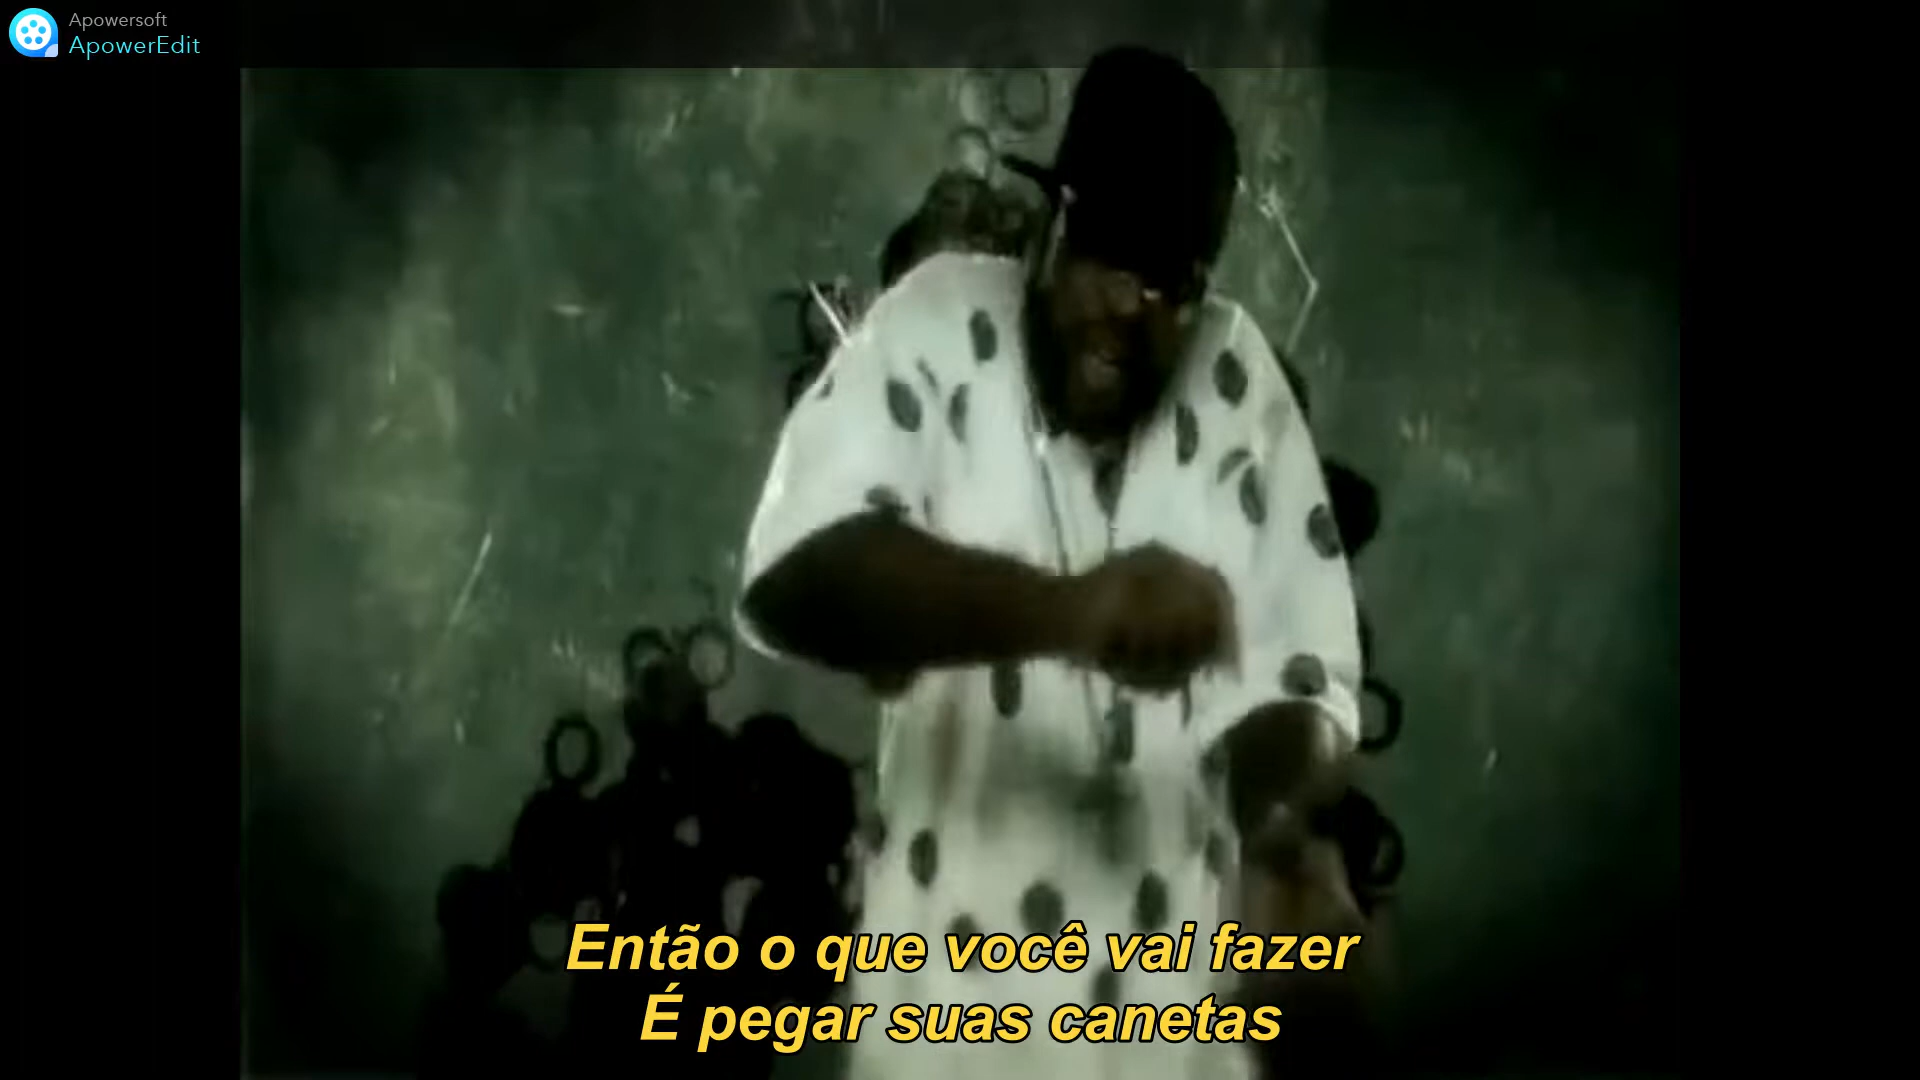 Apowersoft
ApowerEdit
Então o que você vai fazer
É pegar suas canetas